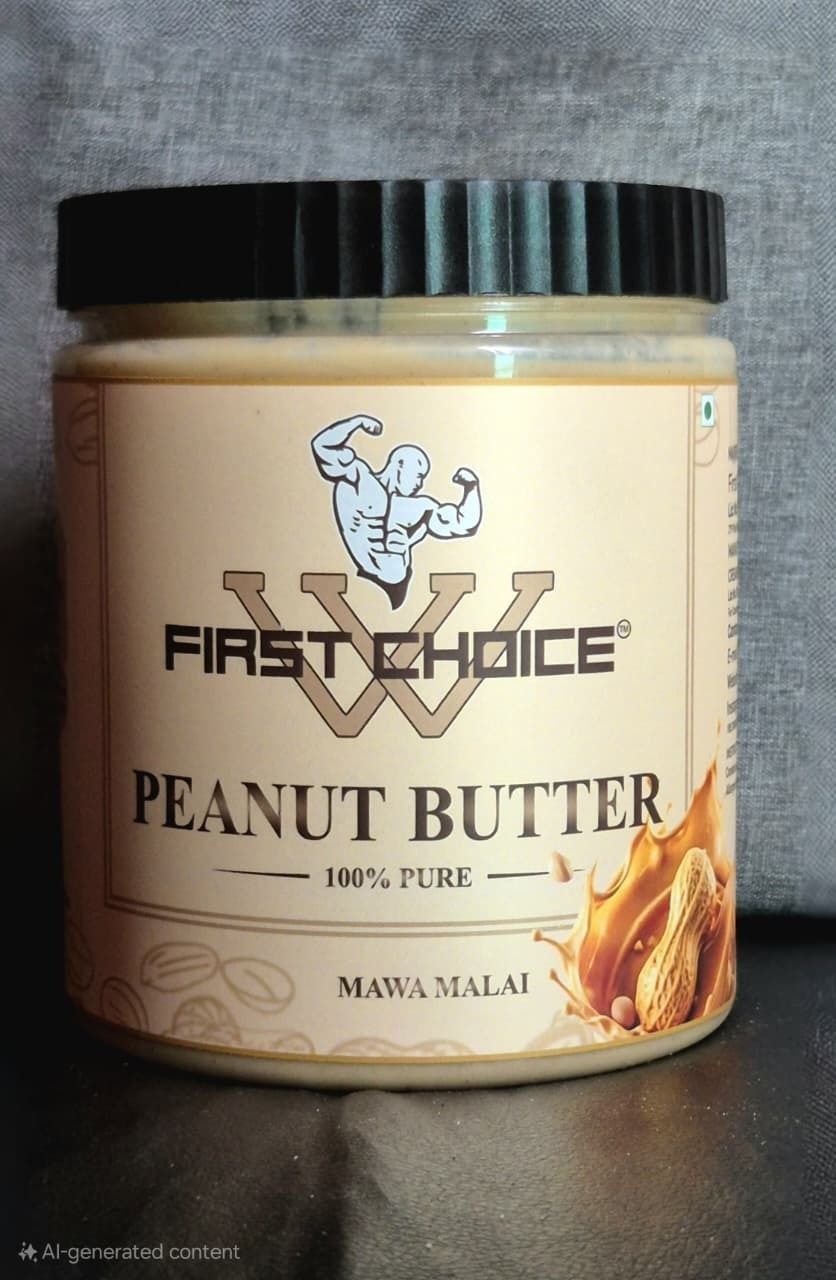 W
FIRST CHOICE™
PEANUT BUTTER
100% PURE
MAWA MALAI
AI-generated content